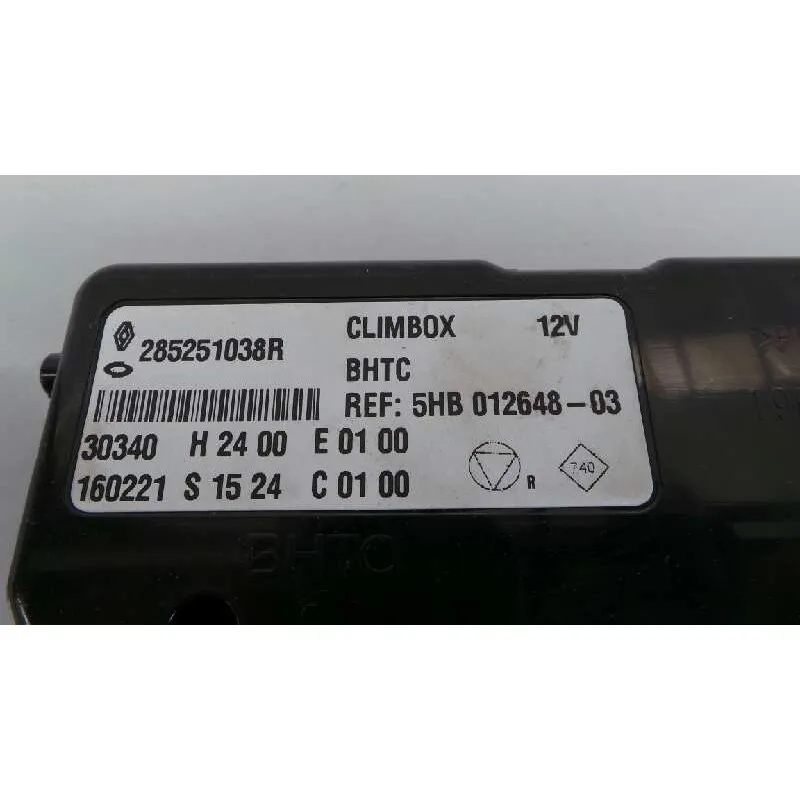 285251038R
CLIMBOX 12V
BHTC
REF: 5HB 012648-03
30340 H 24 00 E 01 00
160221 S 15 24 C 01 00
R
740
BHTC